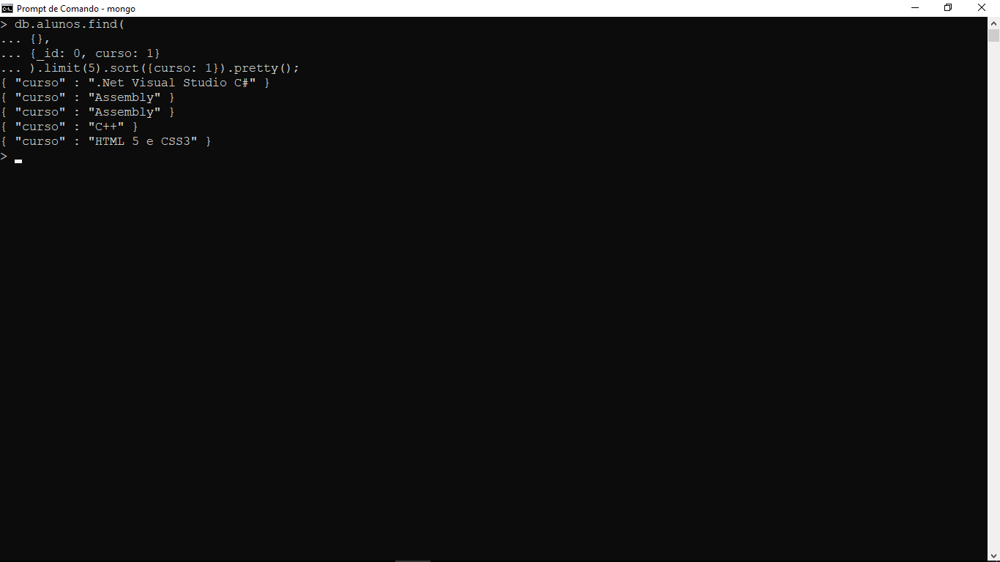 Prompt de Comando - mongo
> db.alunos.find(
... {},
... {_id: 0, curso: 1}
... ).limit(5).sort({curso: 1}).pretty();
{ "curso" : ".Net Visual Studio C#" }
{ "curso" : "Assembly" }
{ "curso" : "Assembly" }
{ "curso" : "C++" }
{ "curso" : "HTML 5 e CSS3" }
>